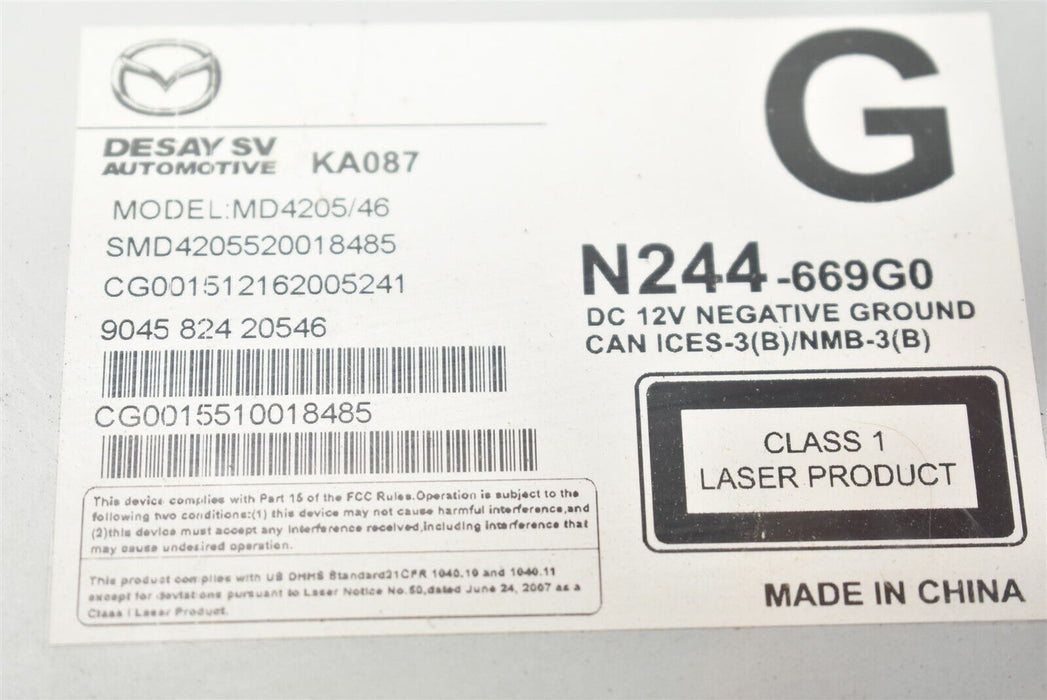 DESAY SV
AUTOMOTIVE KA087
MODEL:MD4205/46
SMD4205520018485
CG001512162005241
9045 824 20546
CG0015510018485
This device complies with Part 15 of the FCC Rules.Operation is subject to the
following two conditions:(1) this device may not cause harmful interference,and
(2)this device must accept any interference received,including interference that
may cause undesired operation.
This product complies with US DHHS Standard21CFR 1040.10 and 1040.11
except for deviations pursuant to Laser Notice No.50,dated June 24, 2007 as a
Class I Laser Product.
G
N244-669G0
DC 12V NEGATIVE GROUND
CAN ICES-3(B)/NMB-3(B)
CLASS 1
LASER PRODUCT
MADE IN CHINA